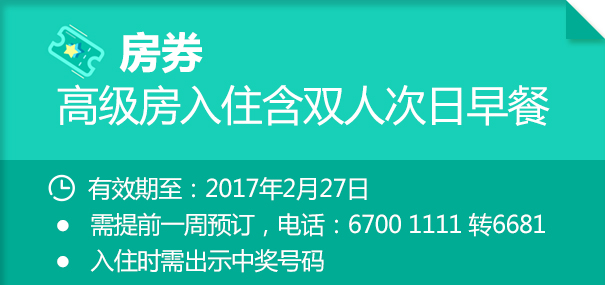 房券
高级房入住含双人次日早餐
有效期至：2017年2月27日
● 需提前一周预订，电话：6700 1111 转6681
● 入住时需出示中奖号码